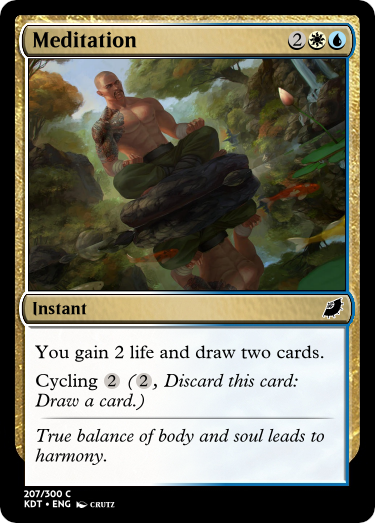 Meditation 2
Instant
You gain 2 life and draw two cards.
Cycling 2 (2, Discard this card:
Draw a card.)
True balance of body and soul leads to
harmony.
207/300 C
KDT • ENG CRUTZ